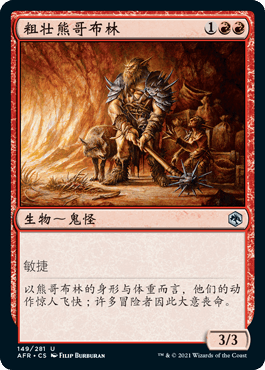 粗壮熊哥布林 1
生物～鬼怪
敏捷
以熊哥布林的身形与体重而言，他们的动
作惊人飞快；许多冒险者因此大意丧命。
3/3
149/281 U
AFR • CS FILIP BURBURAN
™ & © 2021 Wizards of the Coast